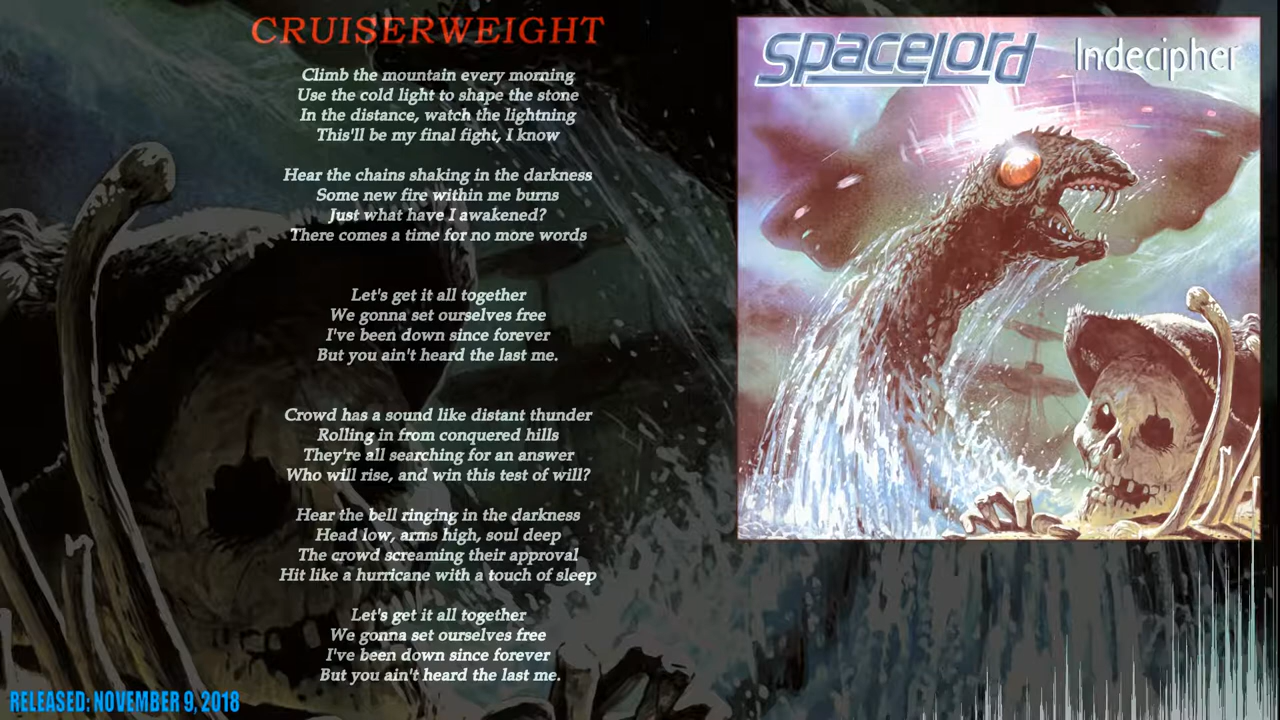 CRUISERWEIGHT
Climb the mountain every morning
Use the cold light to shape the stone
In the distance, watch the lightning
This'll be my final fight, I know
Hear the chains shaking in the darkness
Some new fire within me burns
Just what have I awakened?
There comes a time for no more words
Let's get it all together
We gonna set ourselves free
I've been down since forever
But you ain't heard the last me.
Crowd has a sound like distant thunder
Rolling in from conquered hills
They're all searching for an answer
Who will rise, and win this test of will?
Hear the bell ringing in the darkness
Head low, arms high, soul deep
The crowd screaming their approval
Hit like a hurricane with a touch of sleep
Let's get it all together
We gonna set ourselves free
I've been down since forever
But you ain't heard the last me.
RELEASED: NOVEMBER 9, 2018
spacelord
Indecipher